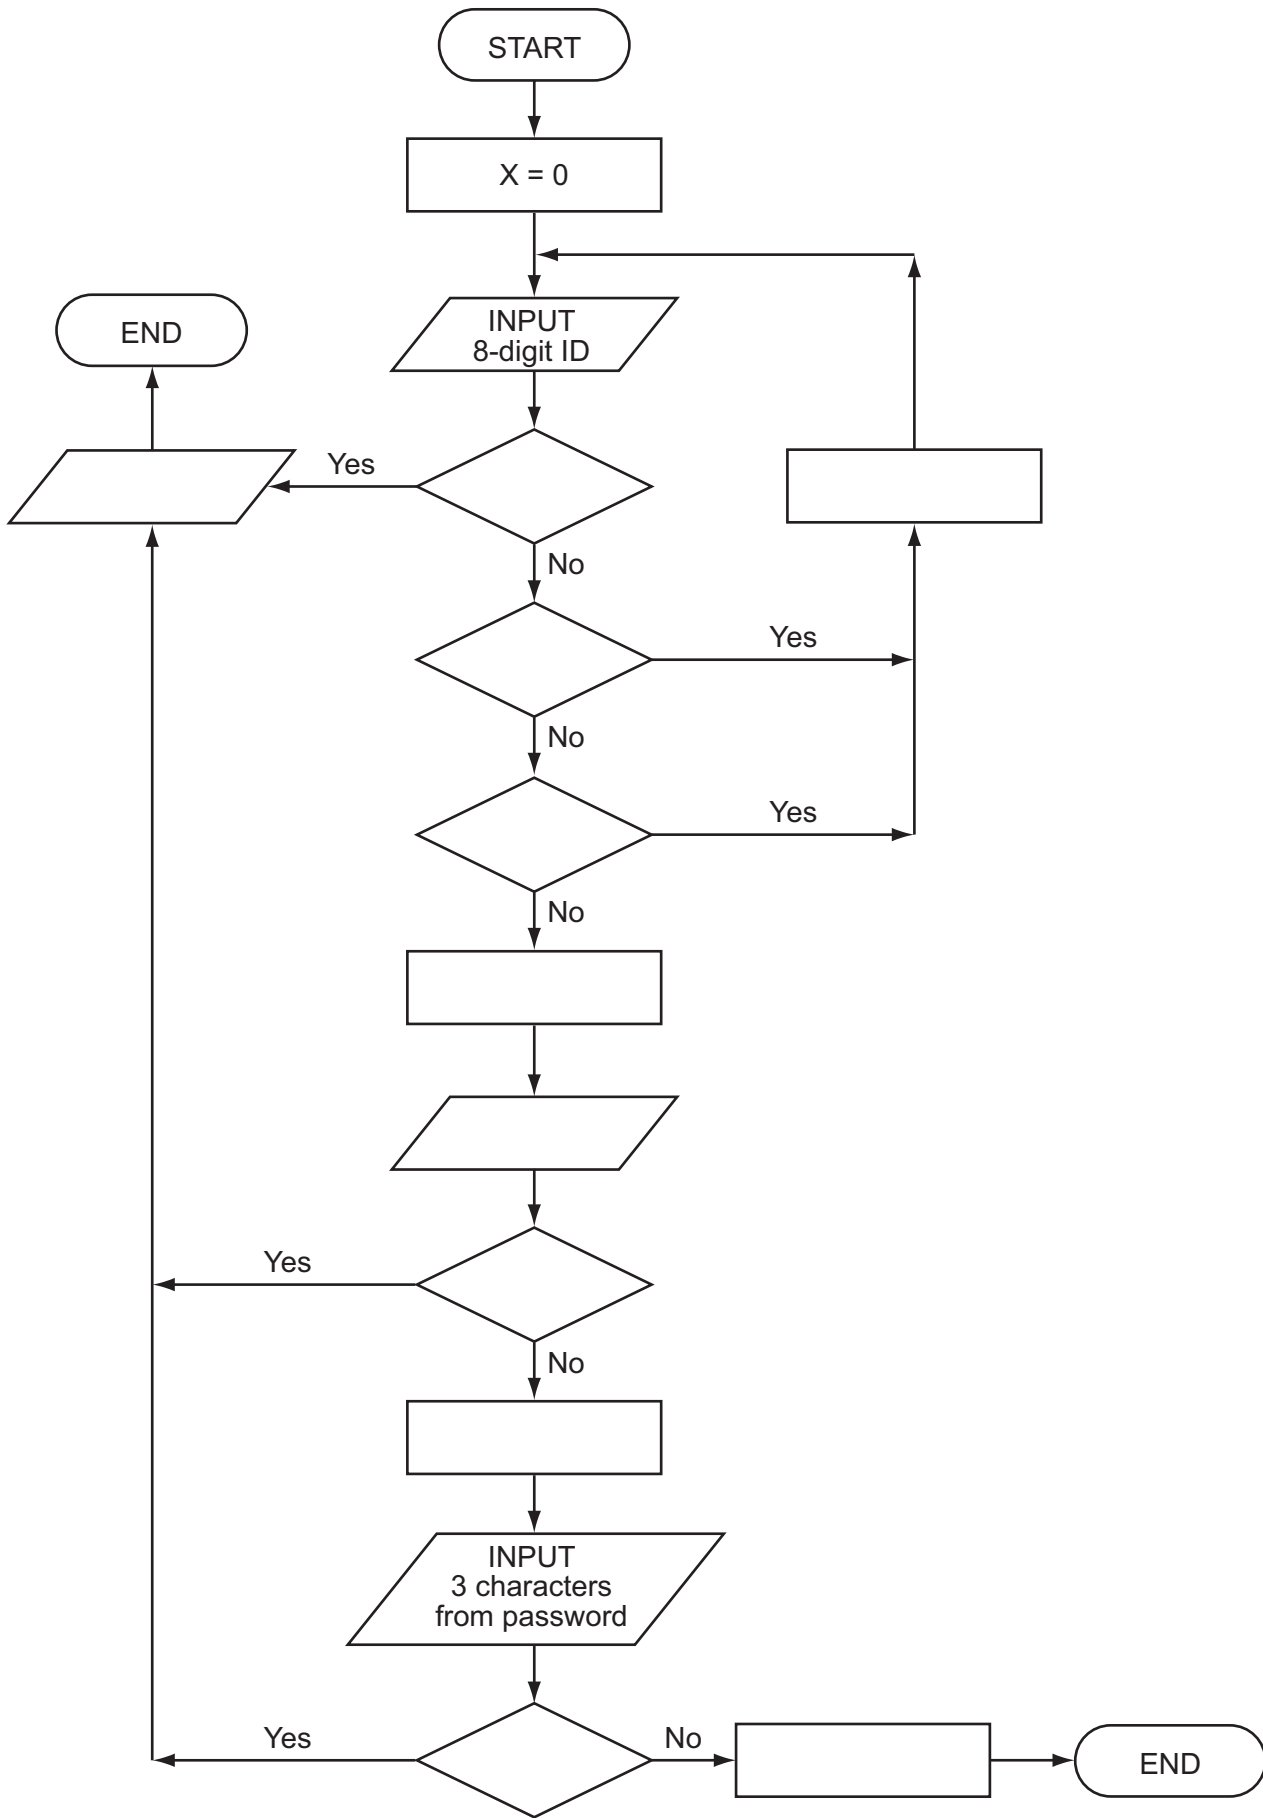 START
X = 0
INPUT
8-digit ID
END
Yes
No
Yes
No
Yes
No
Yes
No
INPUT
3 characters
from password
Yes
No
END